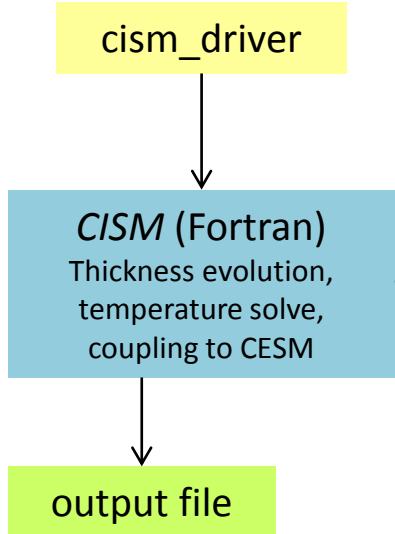 cism_driver
CISM (Fortran)
Thickness evolution,
temperature solve,
coupling to CESM
output file